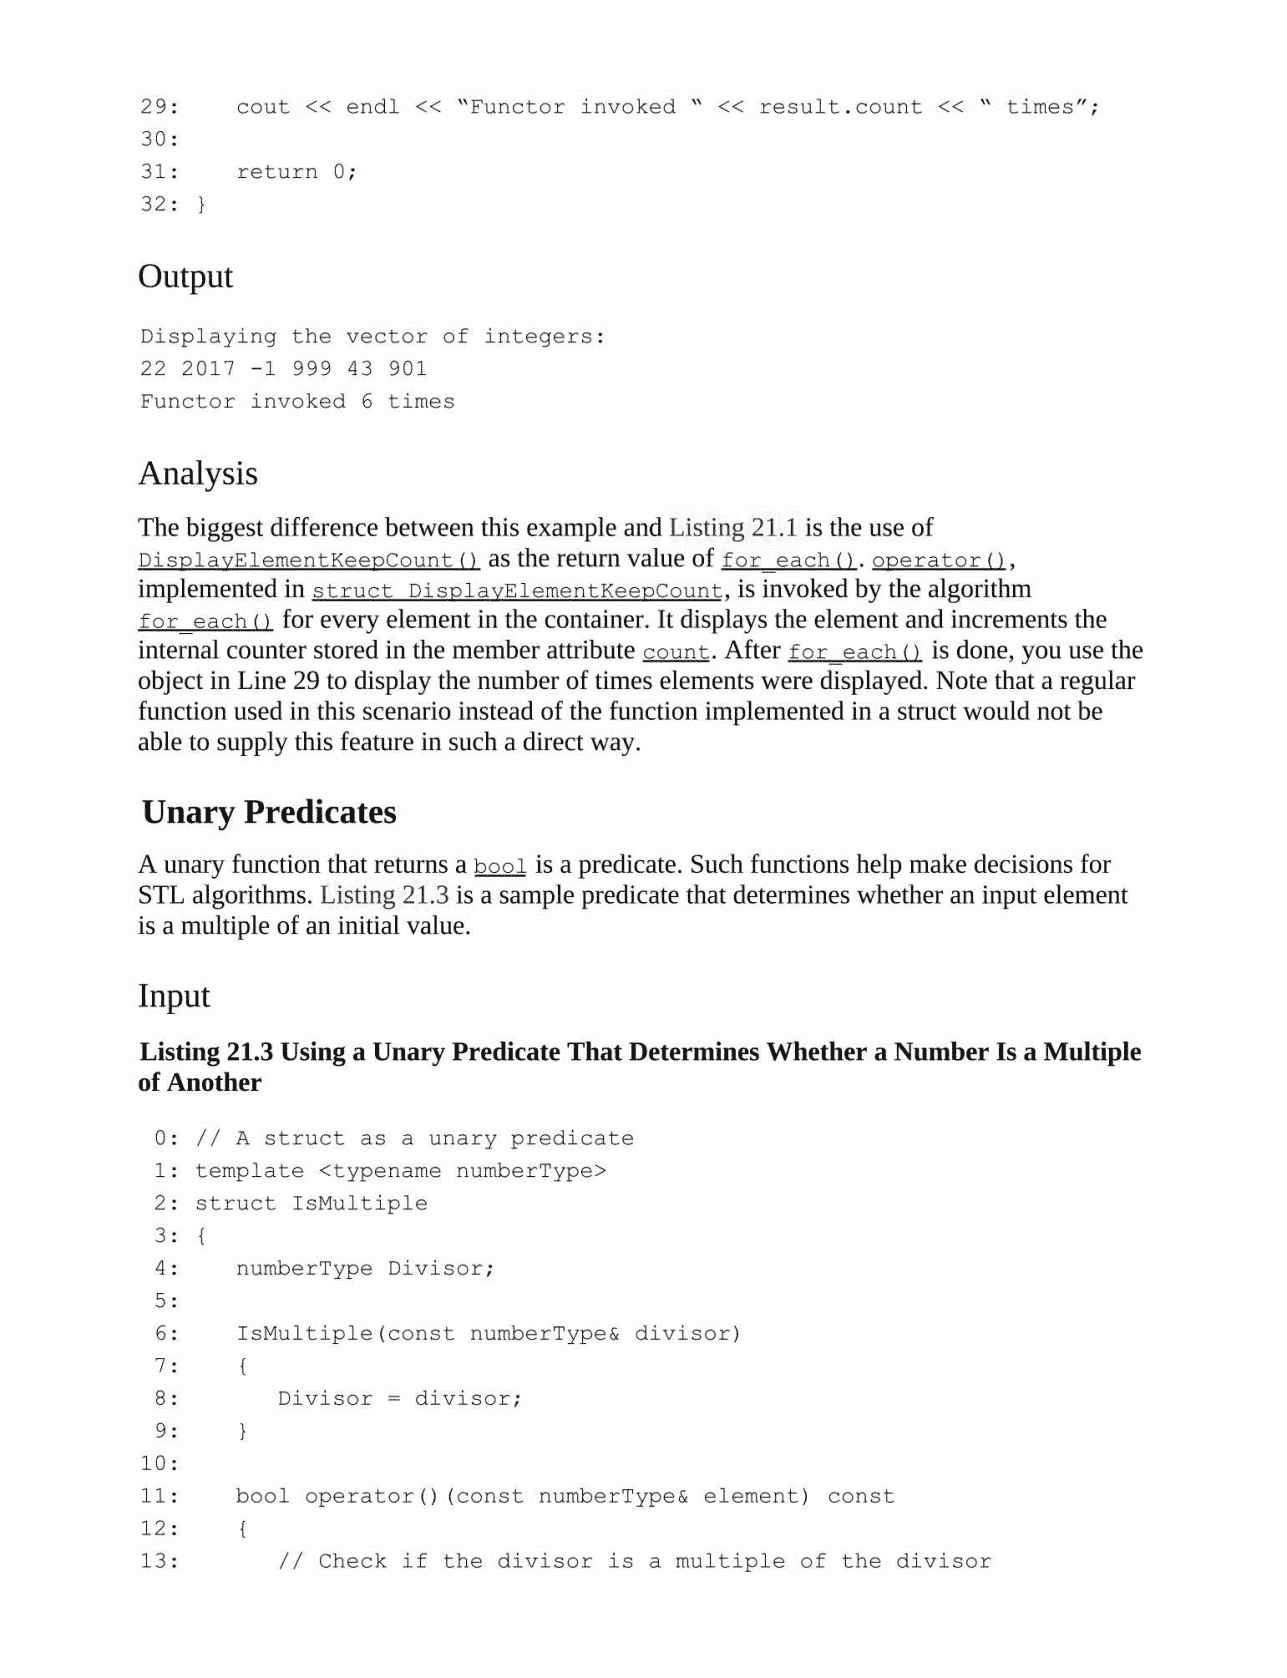 29:    cout << endl << “Functor invoked “ << result.count << “ times”;
30:
31:    return 0;
32: }
Output
Displaying the vector of integers:
22 2017 -1 999 43 901
Functor invoked 6 times
Analysis
The biggest difference between this example and Listing 21.1 is the use of
DisplayElementKeepCount() as the return value of for_each(). operator(),
implemented in struct DisplayElementKeepCount, is invoked by the algorithm
for_each() for every element in the container. It displays the element and increments the
internal counter stored in the member attribute count. After for_each() is done, you use the
object in Line 29 to display the number of times elements were displayed. Note that a regular
function used in this scenario instead of the function implemented in a struct would not be
able to supply this feature in such a direct way.
Unary Predicates
A unary function that returns a bool is a predicate. Such functions help make decisions for
STL algorithms. Listing 21.3 is a sample predicate that determines whether an input element
is a multiple of an initial value.
Input
Listing 21.3 Using a Unary Predicate That Determines Whether a Number Is a Multiple
of Another
0: // A struct as a unary predicate
1: template <typename numberType>
2: struct IsMultiple
3: {
4:    numberType Divisor;
5:
6:    IsMultiple(const numberType& divisor)
7:    {
8:       Divisor = divisor;
9:    }
10:
11:    bool operator()(const numberType& element) const
12:    {
13:       // Check if the divisor is a multiple of the divisor